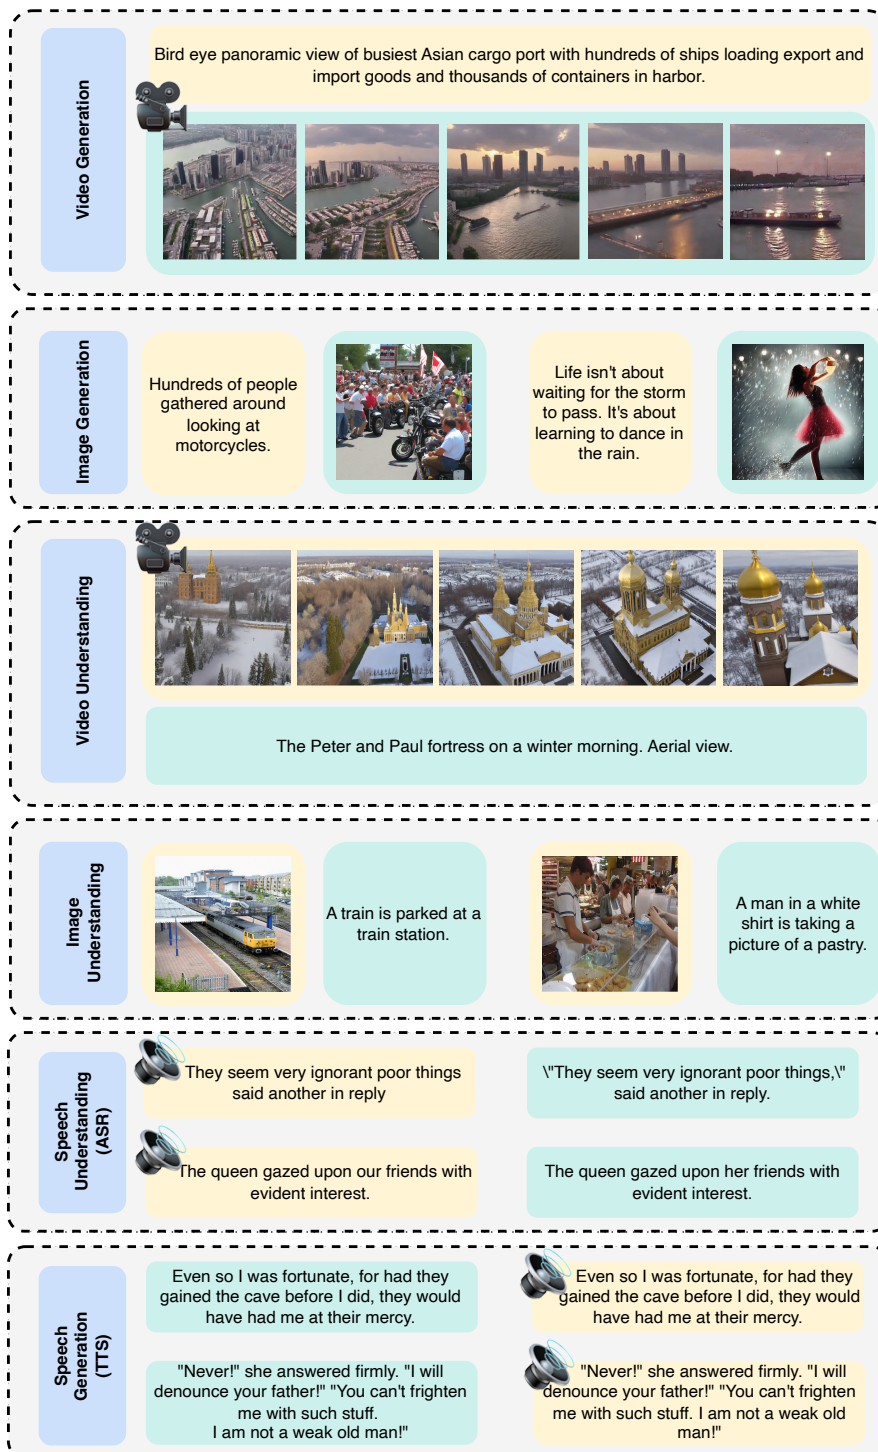 Video Generation
Bird eye panoramic view of busiest Asian cargo port with hundreds of ships loading export and
import goods and thousands of containers in harbor.
Image Generation
Hundreds of people
gathered around
looking at
motorcycles.
Life isn't about
waiting for the storm
to pass. It's about
learning to dance in
the rain.
Video Understanding
The Peter and Paul fortress on a winter morning. Aerial view.
Image
Understanding
A train is parked at a
train station.
A man in a white
shirt is taking a
picture of a pastry.
Speech
Understanding
(ASR)
They seem very ignorant poor things
said another in reply
\"They seem very ignorant poor things,\"
said another in reply.
The queen gazed upon our friends with
evident interest.
The queen gazed upon her friends with
evident interest.
Speech
Generation
(TTS)
Even so I was fortunate, for had they
gained the cave before I did, they would
have had me at their mercy.
Even so I was fortunate, for had they
gained the cave before I did, they would
have had me at their mercy.
"Never!" she answered firmly. "I will
denounce your father!" "You can't frighten
me with such stuff.
I am not a weak old man!"
"Never!" she answered firmly. "I will
denounce your father!" "You can't frighten
me with such stuff. I am not a weak old
man!"